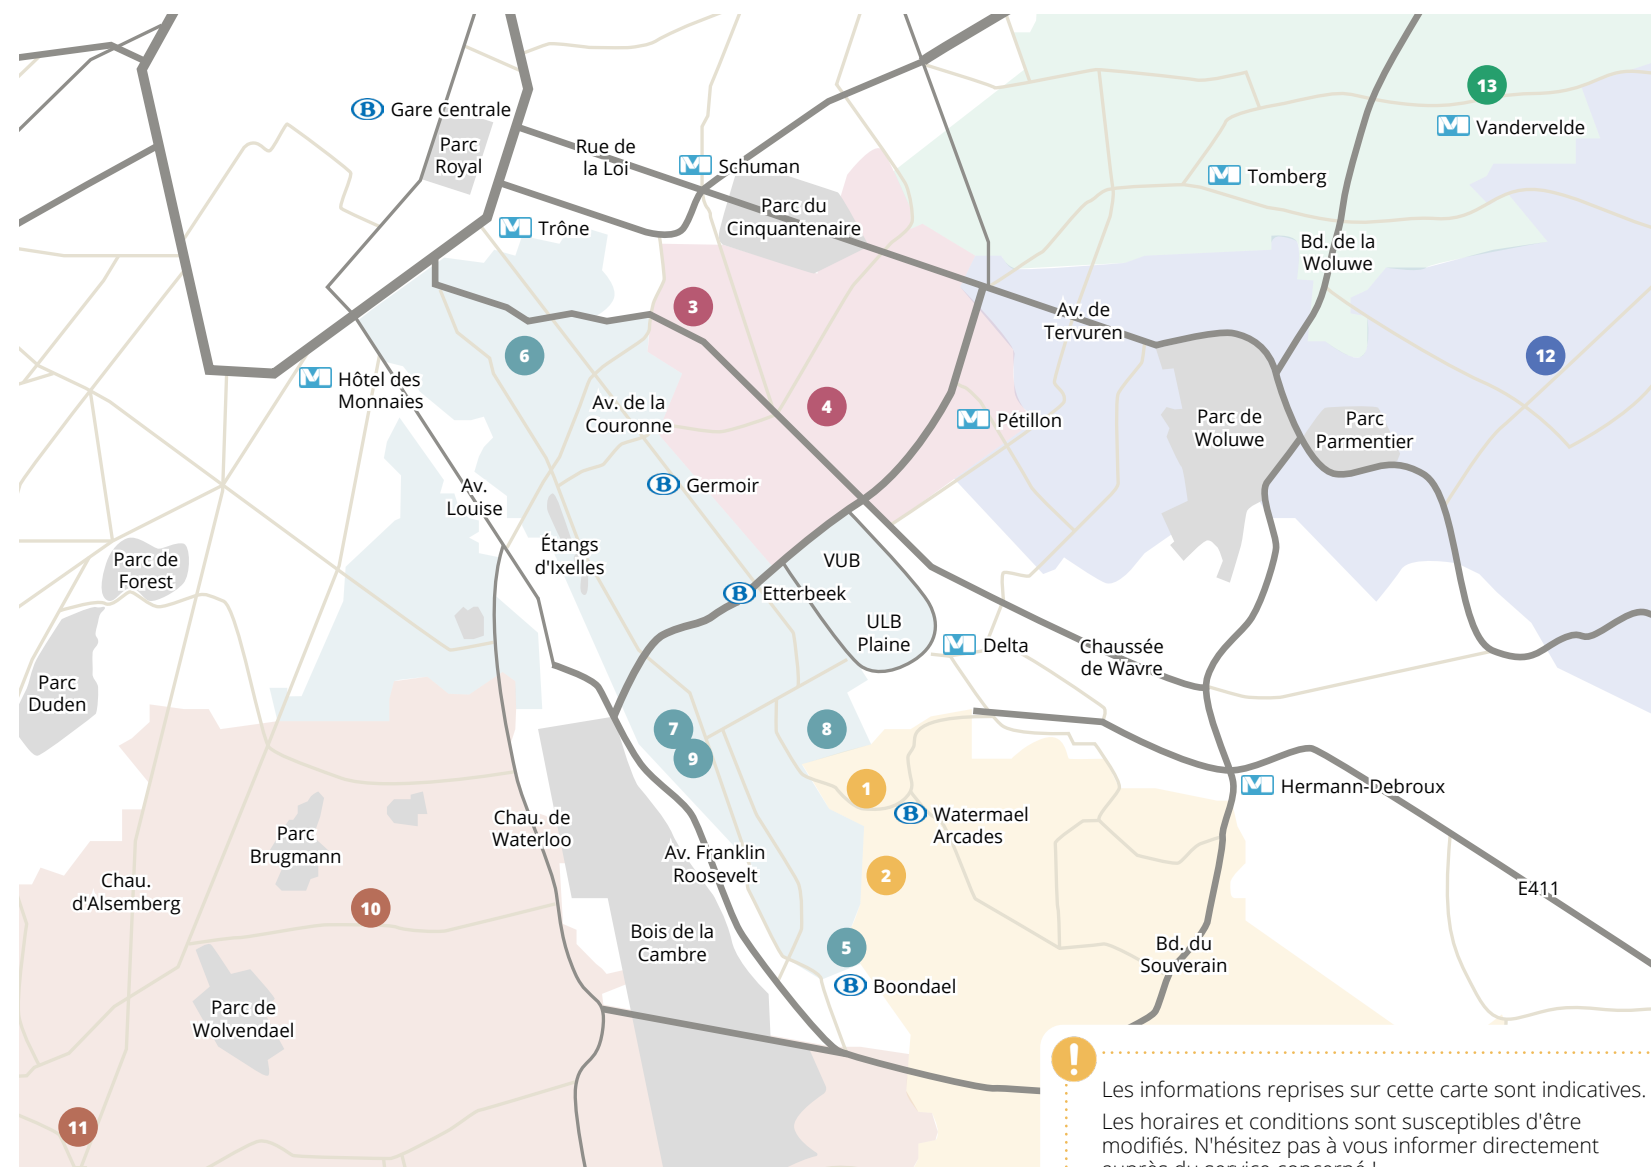 13
B Gare Centrale
Vandervelde
Parc
Royal
Rue de
la Loi
M Schuman
M Tomberg
Parc du
Cinquantenaire
M Trône
Bd. de la
Woluwe
3
Av. de
Tervuren
6
12
M Hôtel des
Monnaies
Av. de la
Couronne
4
M Pétillon
Parc de
Woluwe
Parc
Parmentier
Av.
Louise
B Germoir
Étangs
d'Ixelles
VUB
Parc de
Forest
B Etterbeek
ULB
Plaine
M Delta
Chaussée
de Wavre
Parc
Duden
7
8
9
1
M Hermann-Debroux
B Watermael
Arcades
Chau. de
Waterloo
Parc
Brugmann
Av. Franklin
Roosevelt
2
Chau.
d'Alsemberg
E411
10
Bois de la
Cambre
5
Bd. du
Souverain
B Boondael
Parc de
Wolvendael
!
Les informations reprises sur cette carte sont indicatives.
Les horaires et conditions sont susceptibles d'être
modifiés. N'hésitez pas à vous informer directement
auprès du service concerné !
11